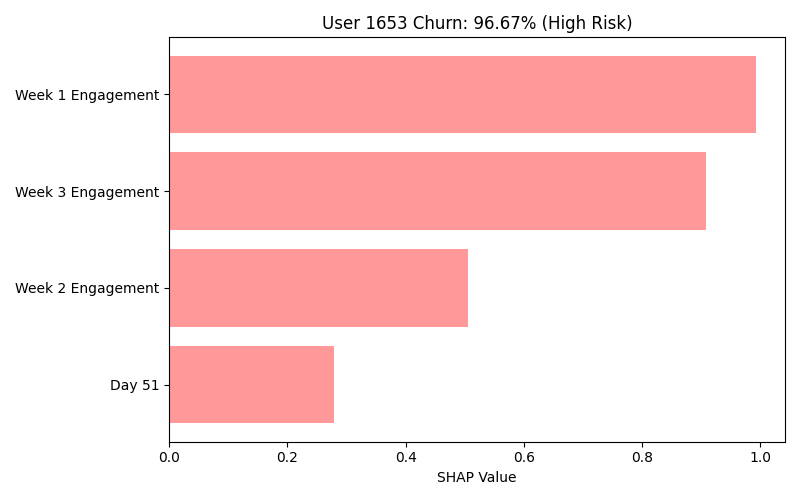 User 1653 Churn: 96.67% (High Risk)
Week 1 Engagement
Week 3 Engagement
Week 2 Engagement
Day 51
0.0 0.2 0.4 0.6 0.8 1.0
SHAP Value